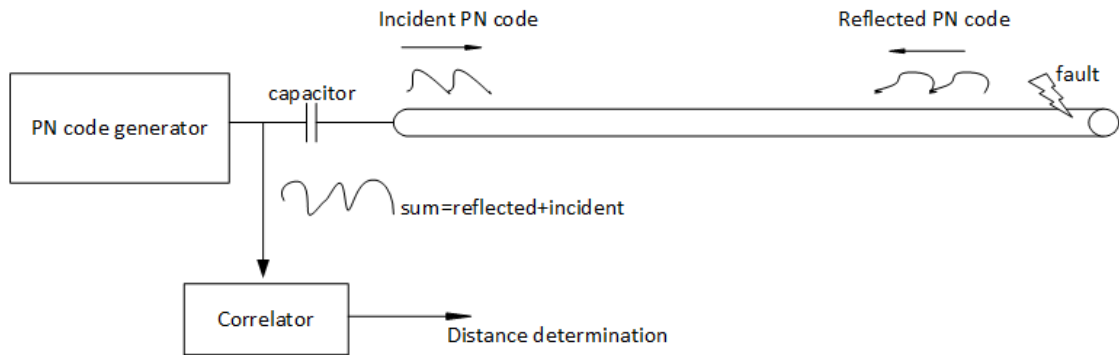 Incident PN code
Reflected PN code
fault
capacitor
PN code generator
sum=reflected+incident
Correlator
Distance determination